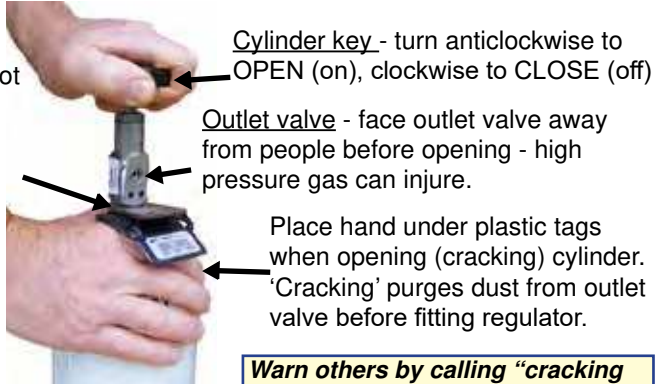 Cylinder key - turn anticlockwise to
OPEN (on), clockwise to CLOSE (off)
Outlet valve - face outlet valve away
from people before opening - high
pressure gas can injure.
Place hand under plastic tags
when opening (cracking) cylinder.
‘Cracking’ purges dust from outlet
valve before fitting regulator.
Warn others by calling “cracking